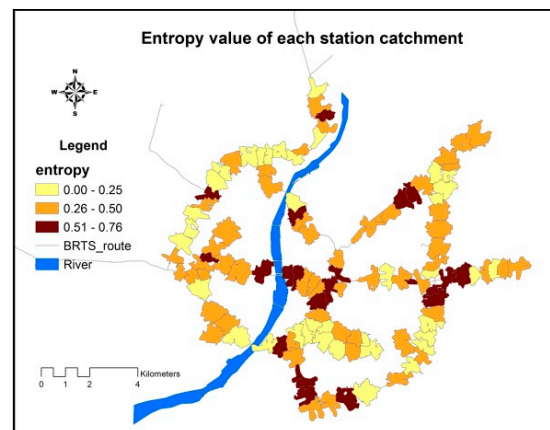 Entropy value of each station catchment
N
W E
S
Legend
entropy
0.00 - 0.25
0.26 - 0.50
0.51 - 0.76
BRTS_route
River
Kilometers
0 1 2 4